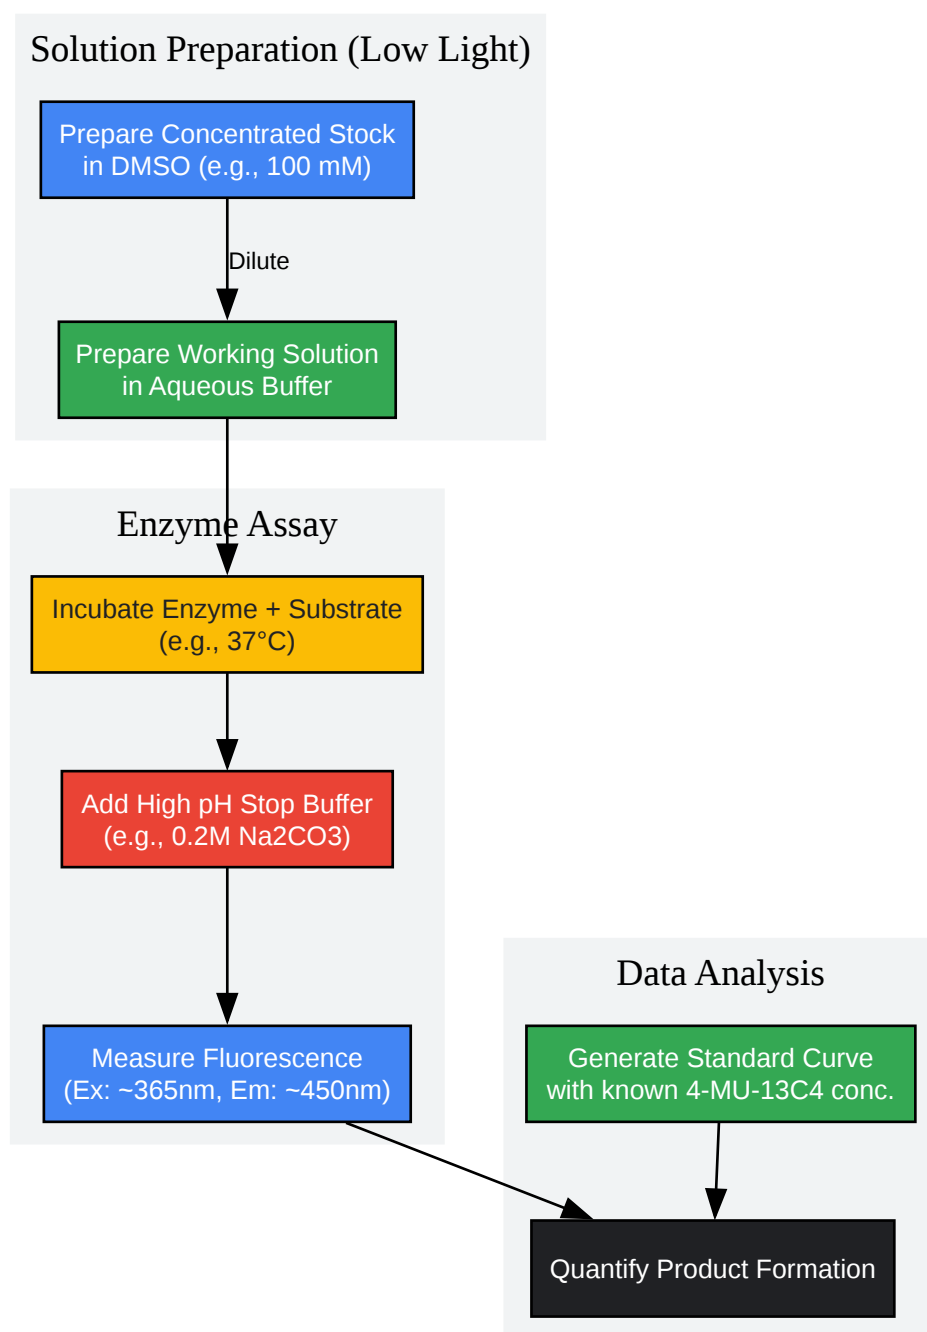 Solution Preparation (Low Light)
Prepare Concentrated Stock
in DMSO (e.g., 100 mM)
Dilute
Prepare Working Solution
in Aqueous Buffer
Enzyme Assay
Incubate Enzyme + Substrate
(e.g., 37°C)
Add High pH Stop Buffer
(e.g., 0.2M Na2CO3)
Measure Fluorescence
(Ex: ~365nm, Em: ~450nm)
Data Analysis
Generate Standard Curve
with known 4-MU-13C4 conc.
Quantify Product Formation